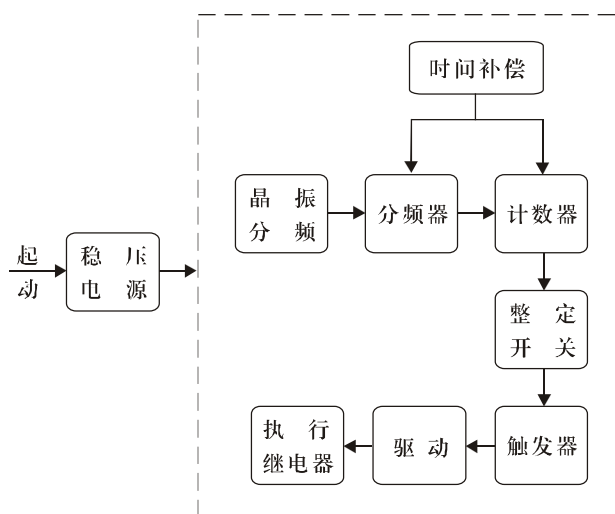 时间补偿
晶 振
分 频
分频器
计数器
起
动
稳 压
电 源
整 定
开 关
执 行
继电器
驱 动
触发器